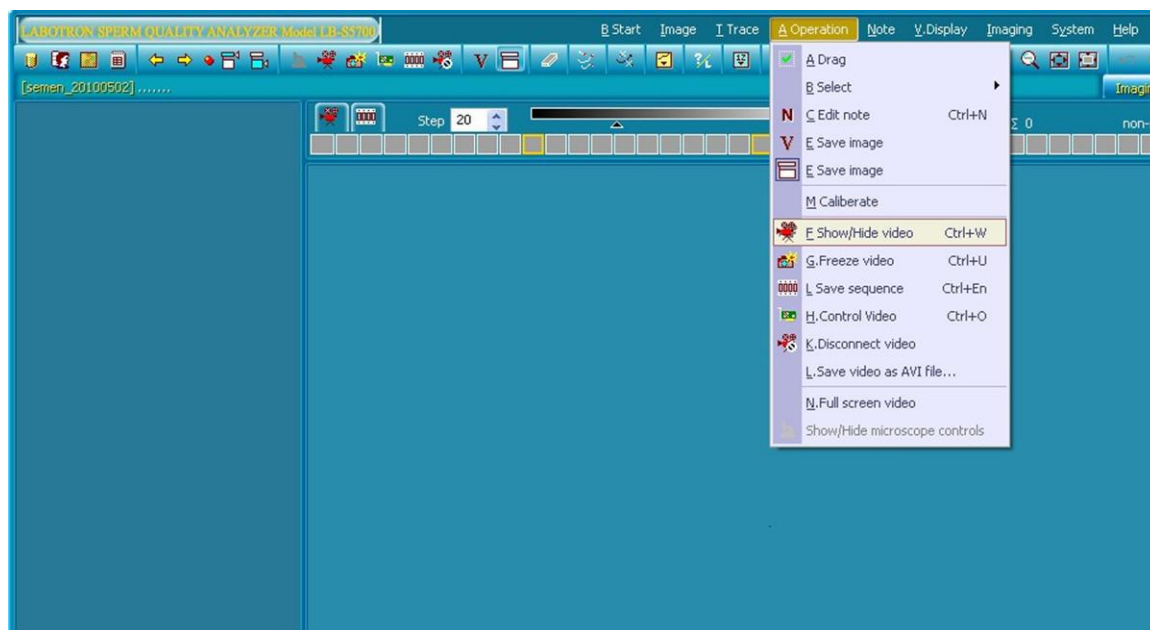 LABOTRON SPERM QUALITY ANALYZER Model LB-S5700
B Start Image T Trace A Operation Note V.Display Imaging System Help
[semen_20100502].......
Imagin
Step 20
Σ 0 non-
A Drag
B Select
N C Edit note Ctrl+N
V E Save image
E Save image
M Caliberate
F Show/Hide video Ctrl+W
G.Freeze video Ctrl+U
L Save sequence Ctrl+En
H.Control Video Ctrl+O
K.Disconnect video
L.Save video as AVI file...
N.Full screen video
Show/Hide microscope controls